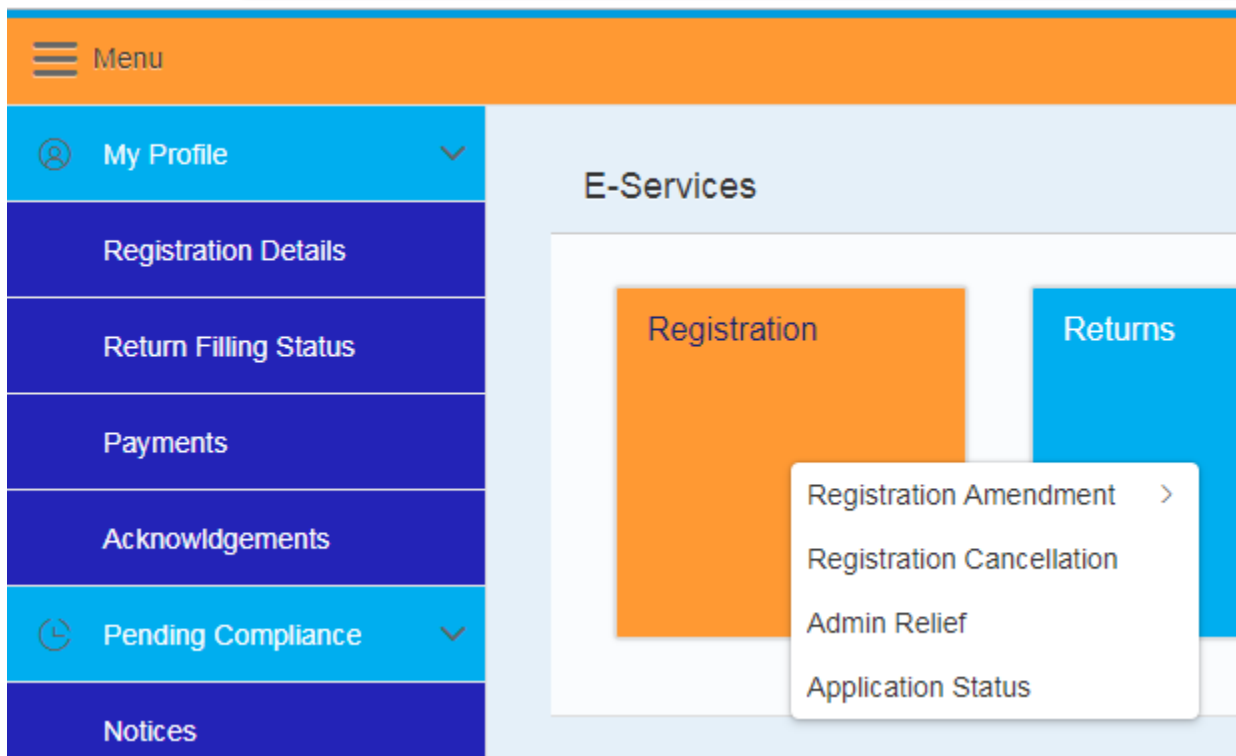 Menu
My Profile
Registration Details
Return Filling Status
Payments
Acknowldgements
Pending Compliance
Notices
E-Services
Registration
Returns
Registration Amendment
Registration Cancellation
Admin Relief
Application Status